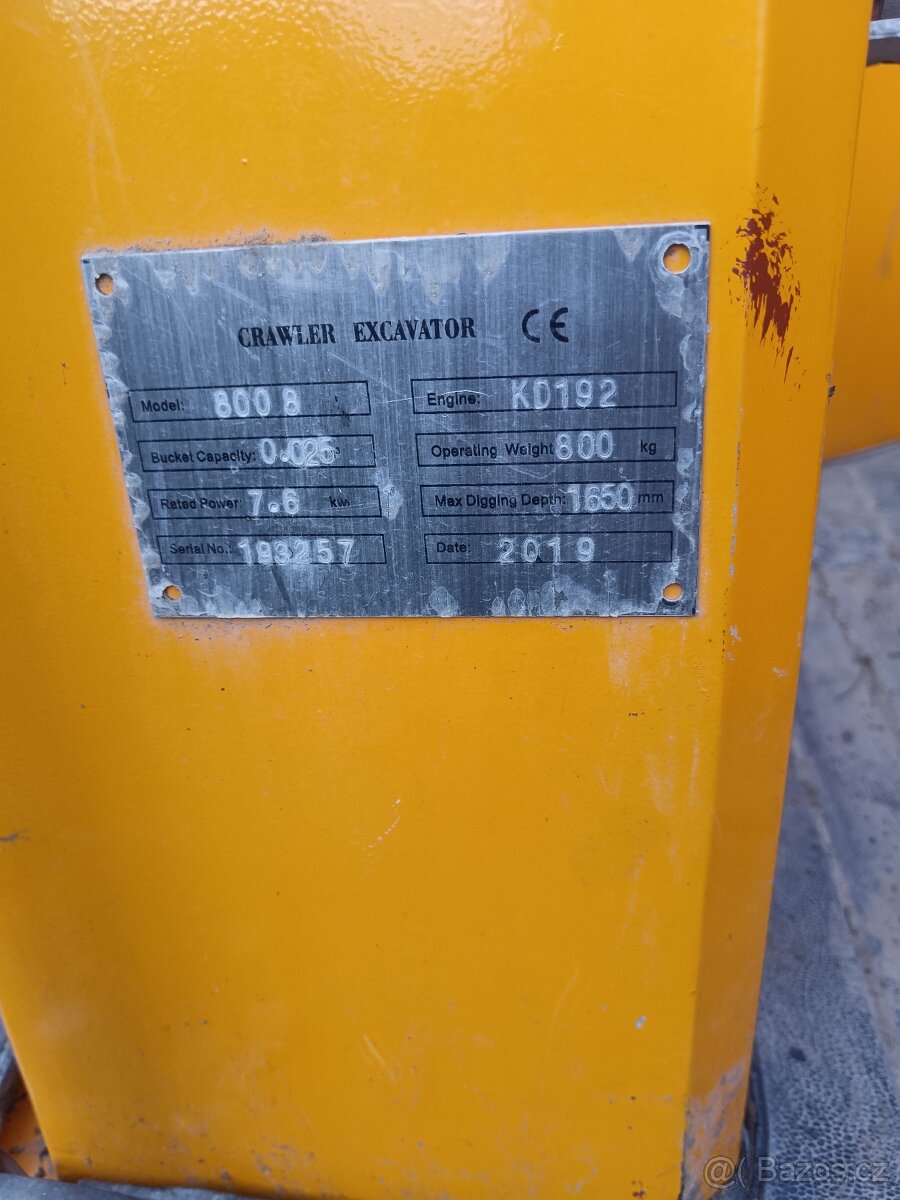 CRAWLER EXCAVATOR CE
Model: 800 8 Engine: KD192
Bucket Capacity: 0.025 m³ Operating Weight 800 kg
Rated Power: 7.6 kw Max Digging Depth: 1650 mm
Serial No.: 193257 Date: 2019
@ Bazos.cz